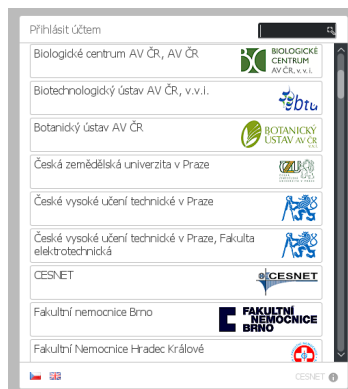 Přihlásit účtem
Biologické centrum AV ČR, AV ČR
BIOLOGICKÉ
CENTRUM
AV ČR, v. v. i.
Biotechnologický ústav AV ČR, v.v.i.
btu
Botanický ústav AV ČR
BOTANICKÝ
ÚSTAV AV ČR
Česká zemědělská univerzita v Praze
České vysoké učení technické v Praze
České vysoké učení technické v Praze, Fakulta
elektrotechnická
CESNET
CESNET
Fakultní nemocnice Brno
FAKULTNÍ
NEMOCNICE
BRNO
Fakultní Nemocnice Hradec Králové
CESNET